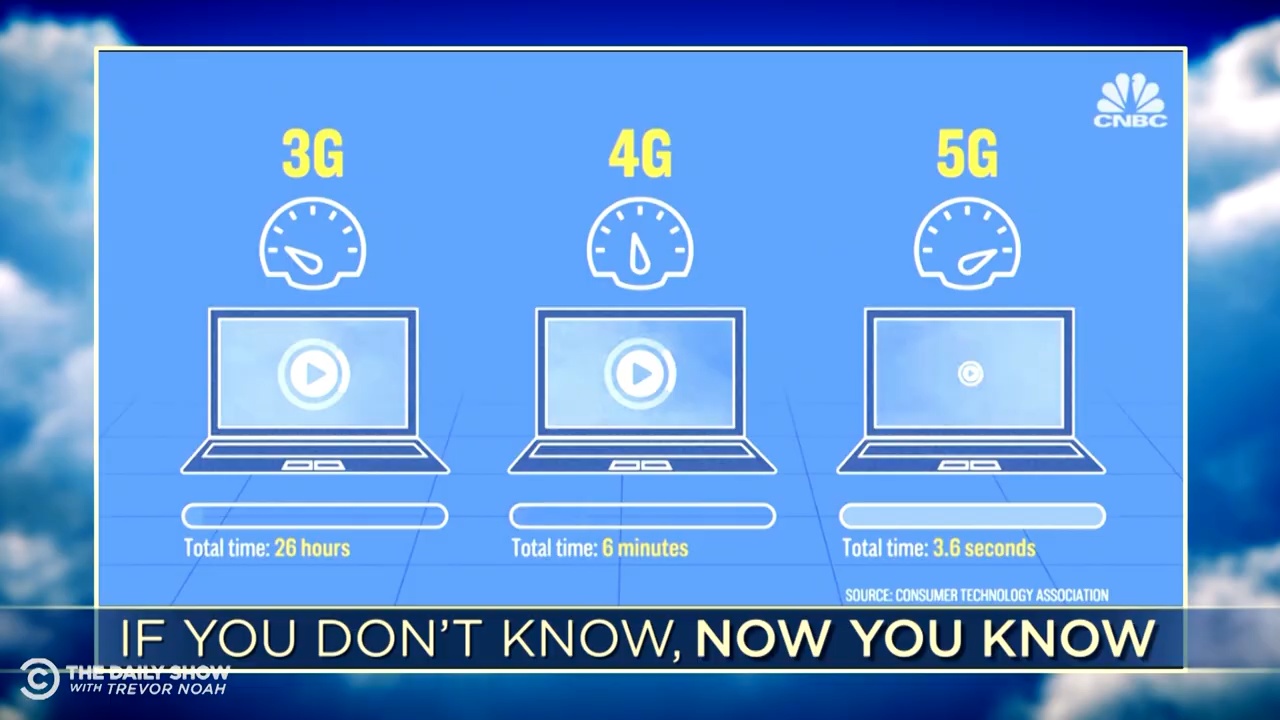 CNBC
3G
4G
5G
Total time: 26 hours
Total time: 6 minutes
Total time: 3.6 seconds
SOURCE: CONSUMER TECHNOLOGY ASSOCIATION
IF YOU DON'T KNOW, NOW YOU KNOW
THE DAILY SHOW
WITH TREVOR NOAH